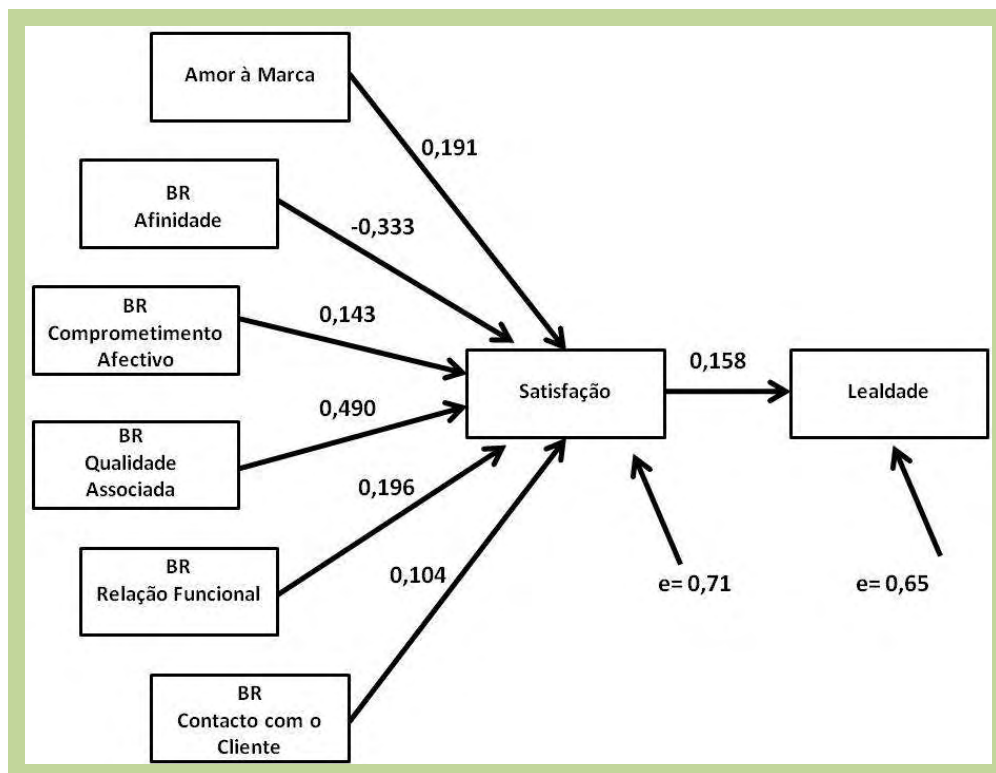 Amor à Marca
0,191
BR
Afinidade
-0,333
BR
Comprometimento
Afectivo
0,143
BR
Qualidade
Associada
0,490
BR
Relação Funcional
0,196
BR
Contacto com o
Cliente
0,104
Satisfação
0,158
Lealdade
e= 0,71
e= 0,65